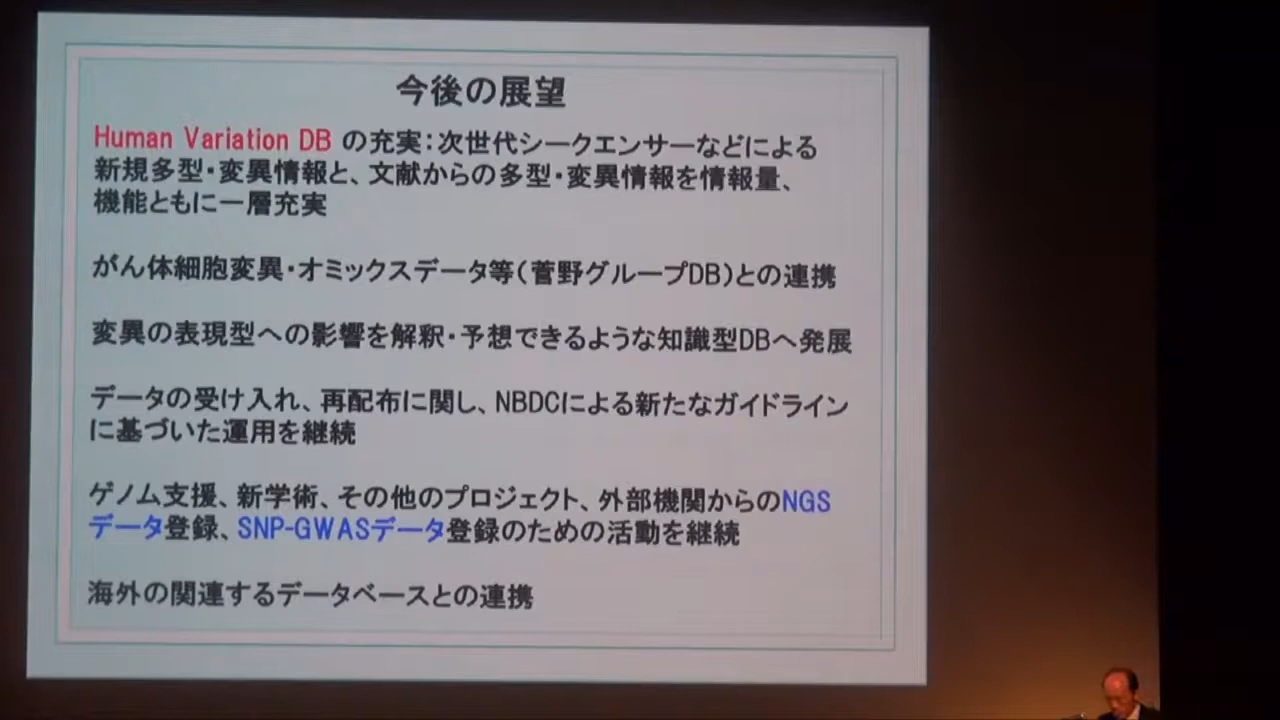 今後の展望
Human Variation DB の充実：次世代シークエンサーなどによる
新規多型・変異情報と、文献からの多型・変異情報を情報量、
機能ともに一層充実
がん体細胞変異・オミックスデータ等（菅野グループDB）との連携
変異の表現型への影響を解釈・予想できるような知識型DBへ発展
データの受け入れ、再配布に関し、NBDCによる新たなガイドライン
に基づいた運用を継続
ゲノム支援、新学術、その他のプロジェクト、外部機関からのNGS
データ登録、SNP-GWASデータ登録のための活動を継続
海外の関連するデータベースとの連携